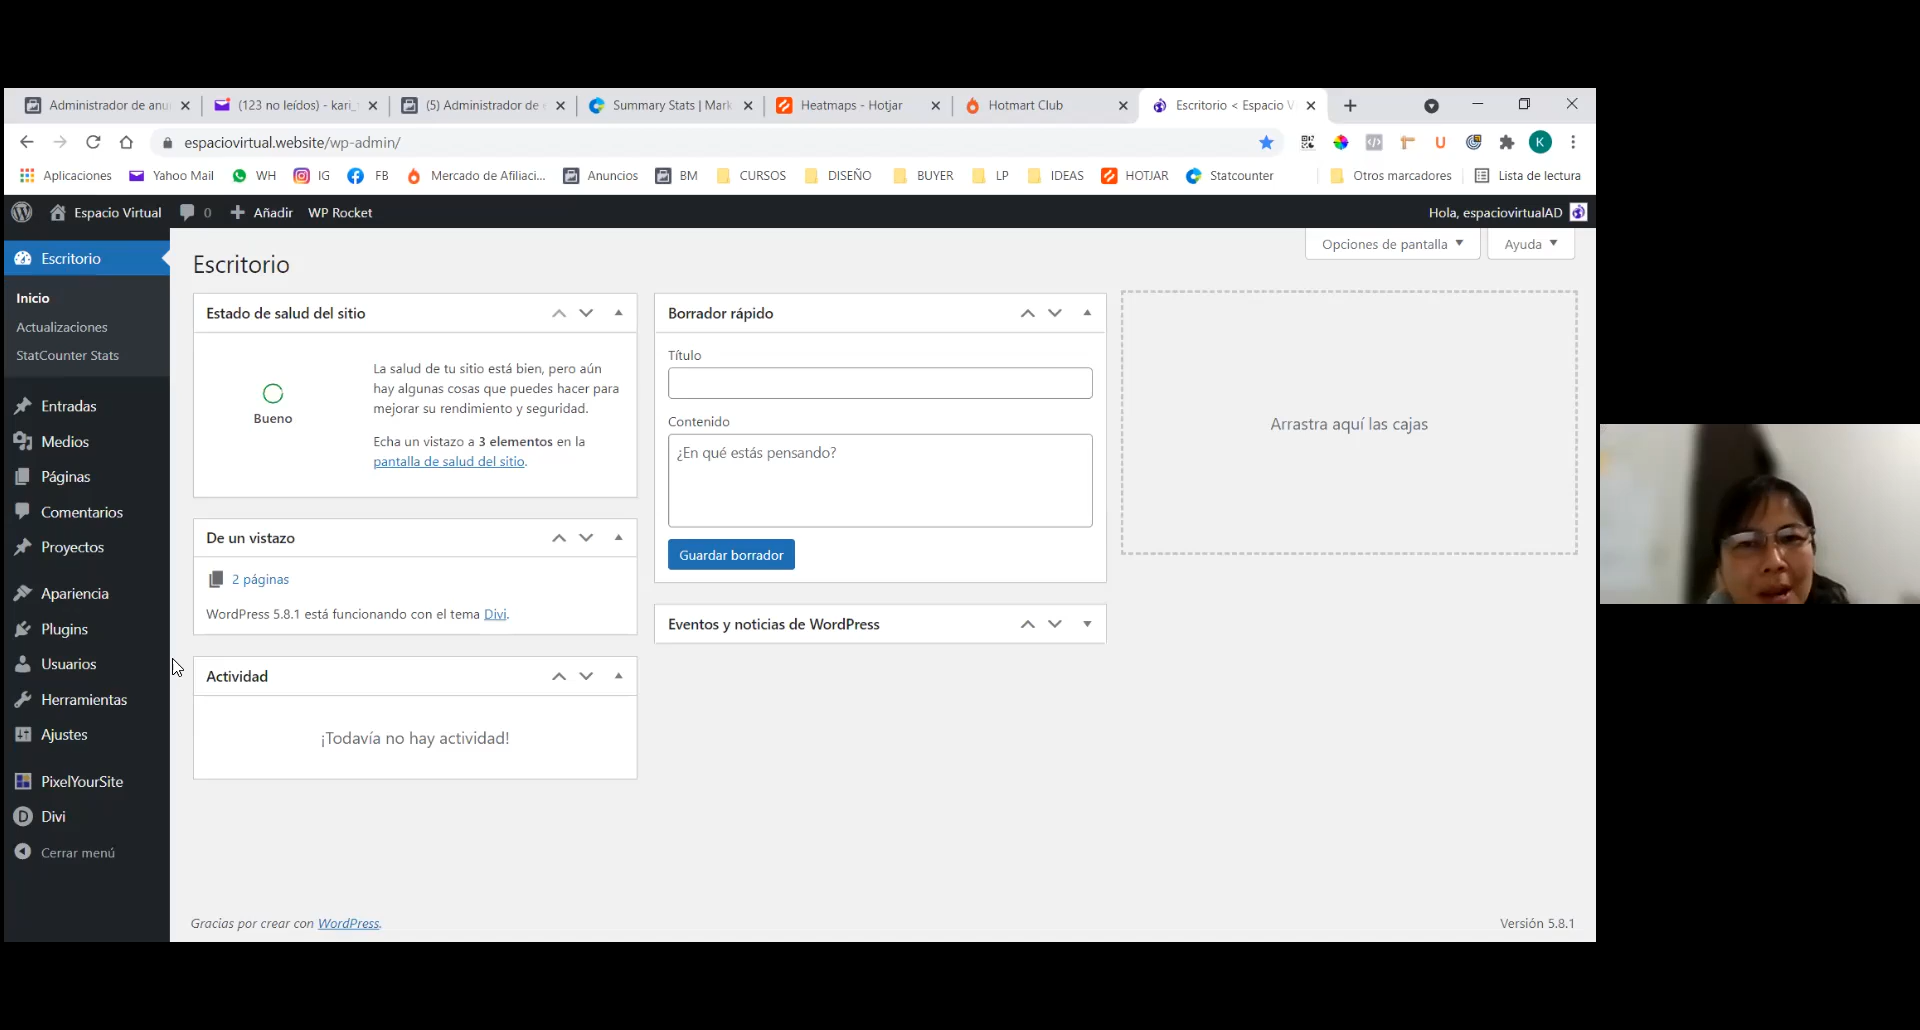 Administrador de anu
(123 no leídos) - kari_
(5) Administrador de e
Summary Stats | Mark
Heatmaps - Hotjar
Hotmart Club
Escritorio < Espacio V
espaciovirtual.website/wp-admin/
K
Aplicaciones
Yahoo Mail
WH
IG
FB
Mercado de Afiliaci...
Anuncios
BM
CURSOS
DISEÑO
BUYER
LP
IDEAS
HOTJAR
Statcounter
Otros marcadores
Lista de lectura
Espacio Virtual
0
Añadir
WP Rocket
Hola, espaciovirtualAD
Escritorio
Inicio
Actualizaciones
StatCounter Stats
Entradas
Medios
Páginas
Comentarios
Proyectos
Apariencia
Plugins
Usuarios
Herramientas
Ajustes
PixelYourSite
Divi
Cerrar menú
Opciones de pantalla
Ayuda
Escritorio
Estado de salud del sitio
Bueno
La salud de tu sitio está bien, pero aún
hay algunas cosas que puedes hacer para
mejorar su rendimiento y seguridad.
Echa un vistazo a 3 elementos en la
pantalla de salud del sitio.
De un vistazo
2 páginas
WordPress 5.8.1 está funcionando con el tema Divi.
Actividad
¡Todavía no hay actividad!
Borrador rápido
Título
Contenido
¿En qué estás pensando?
Guardar borrador
Eventos y noticias de WordPress
Arrastra aquí las cajas
Gracias por crear con WordPress.
Versión 5.8.1